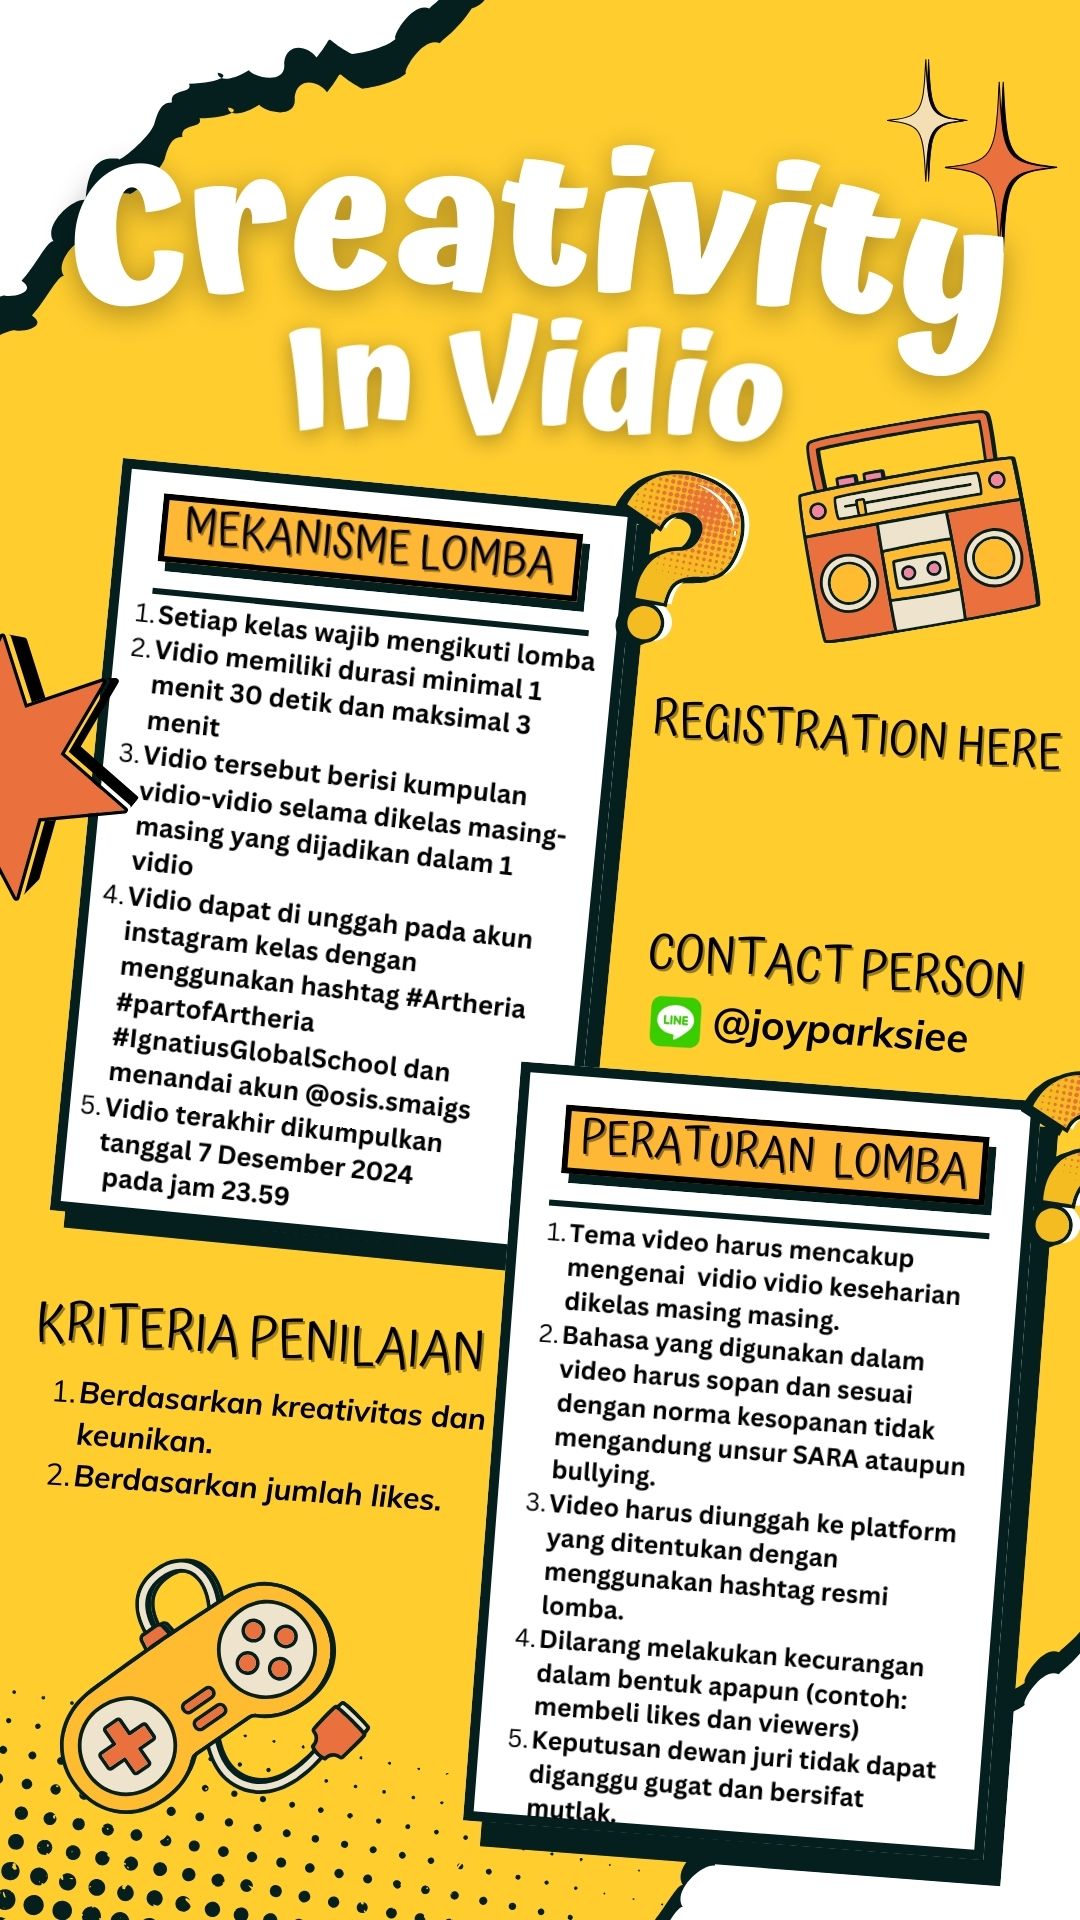 Creativity
In Vidio
MEKANISME LOMBA
1. Setiap kelas wajib mengikuti lomba
2. Vidio memiliki durasi minimal 1
menit 30 detik dan maksimal 3
menit
3. Vidio tersebut berisi kumpulan
vidio-vidio selama dikelas masing-
masing yang dijadikan dalam 1
vidio
4. Vidio dapat di unggah pada akun
instagram kelas dengan
menggunakan hashtag #Artheria
#partofArtheria
#IgnatiusGlobalSchool dan
menandai akun @osis.smaigs
5. Vidio terakhir dikumpulkan
tanggal 7 Desember 2024
pada jam 23.59
REGISTRATION HERE
CONTACT PERSON
LINE @joyparksiee
PERATURAN LOMBA
1. Tema video harus mencakup
mengenai vidio vidio keseharian
dikelas masing masing.
2. Bahasa yang digunakan dalam
video harus sopan dan sesuai
dengan norma kesopanan tidak
mengandung unsur SARA ataupun
bullying.
3. Video harus diunggah ke platform
yang ditentukan dengan
menggunakan hashtag resmi
lomba.
4. Dilarang melakukan kecurangan
dalam bentuk apapun (contoh:
membeli likes dan viewers)
5. Keputusan dewan juri tidak dapat
diganggu gugat dan bersifat
mutlak.
KRITERIA PENILAIAN
1. Berdasarkan kreativitas dan
keunikan.
2. Berdasarkan jumlah likes.